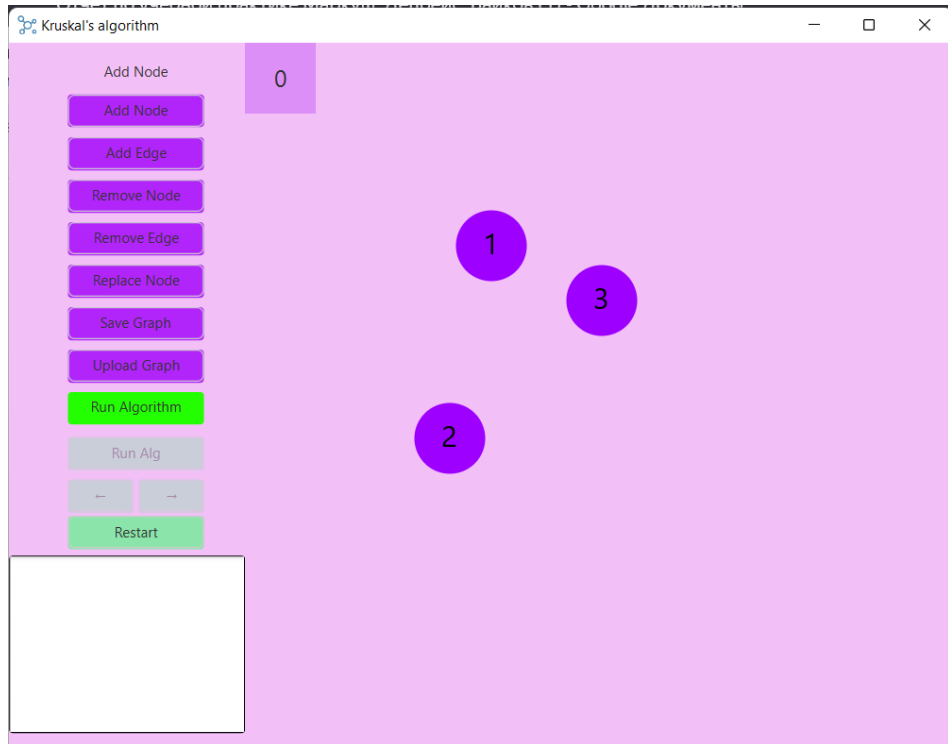 Kruskal's algorithm
Add Node
0
Add Node
Add Edge
Remove Node
Remove Edge
Replace Node
Save Graph
Upload Graph
Run Algorithm
Run Alg
← →
Restart
1
3
2